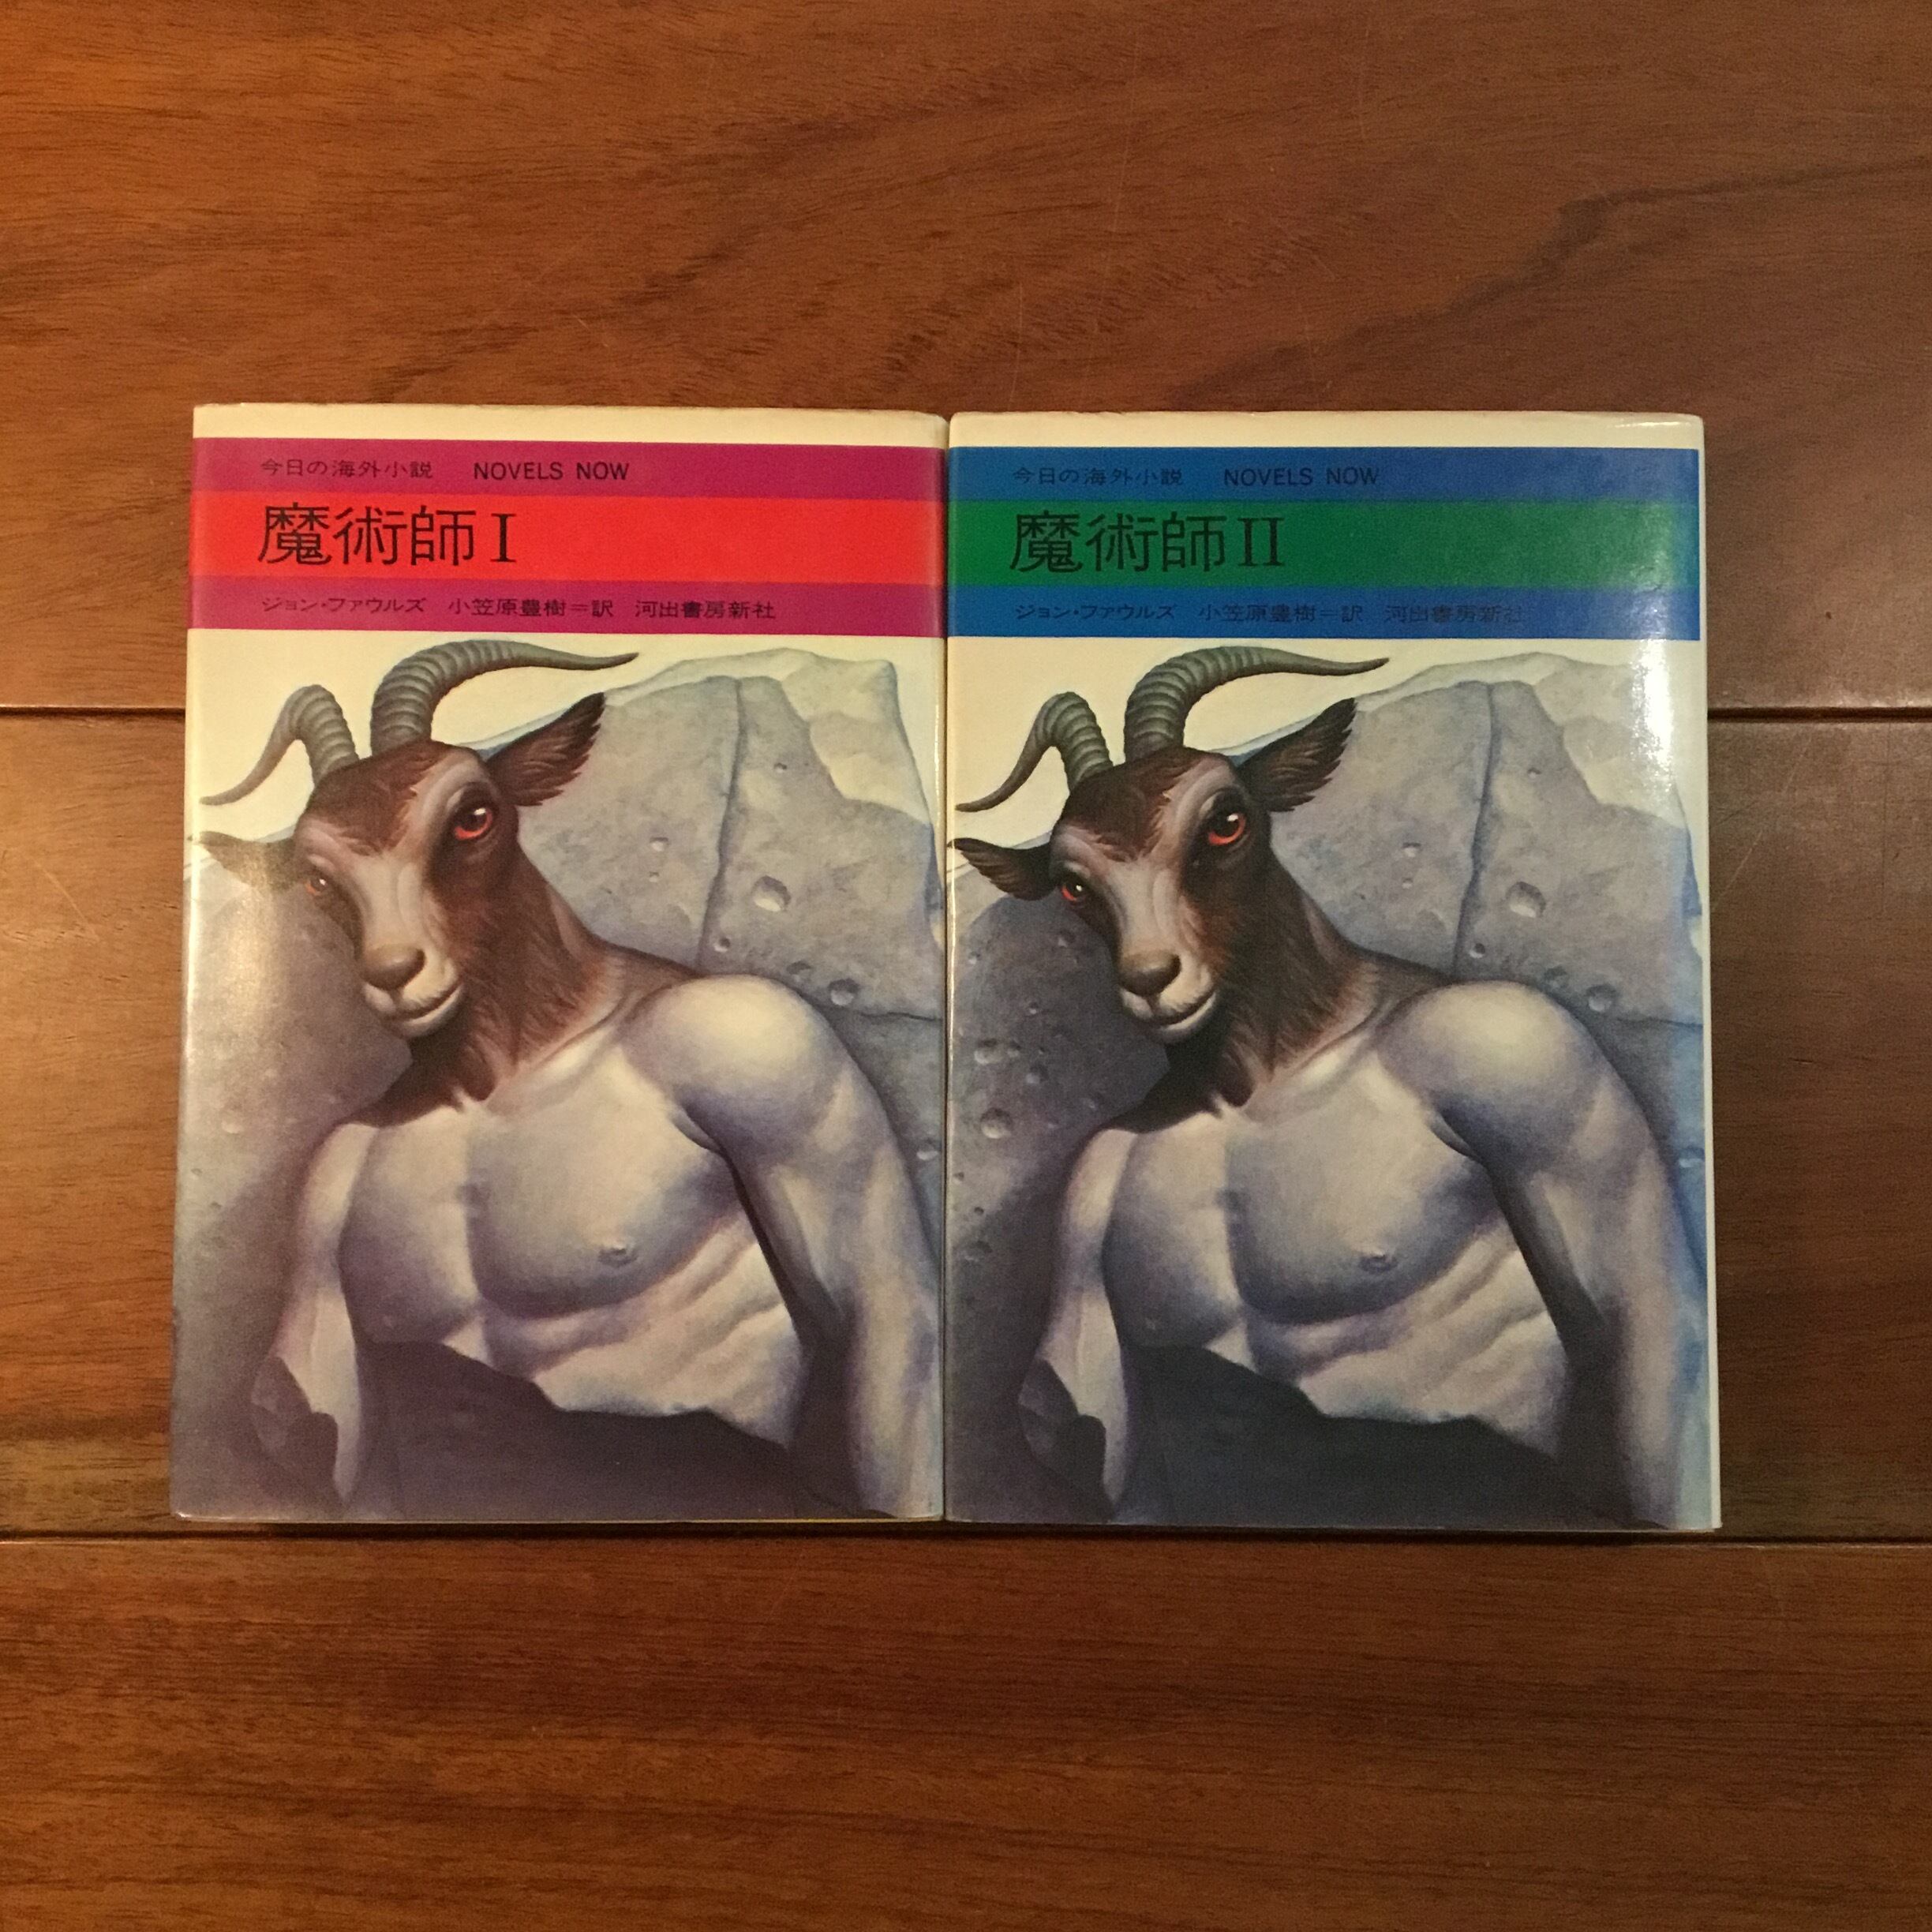 今日の海外小説 NOVELS NOW
魔術師 I
ジョン・ファウルズ 小笠原豊樹=訳 河出書房新社
今日の海外小説 NOVELS NOW
魔術師 II
ジョン・ファウルズ 小笠原豊樹=訳 河出書房新社